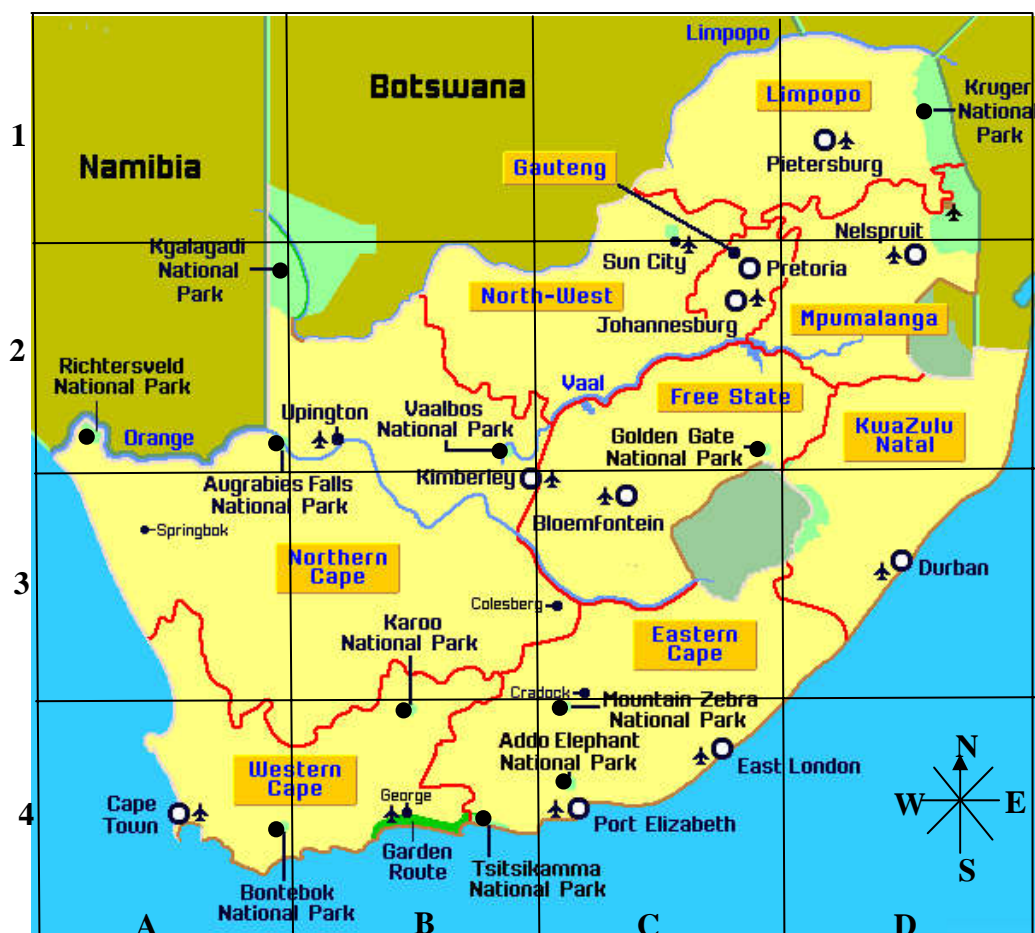 Limpopo
Botswana
Limpopo
Kruger
National
Park
1
Namibia
Gauteng
Pietersburg
Kgalagadi
National
Park
Nelspruit
Sun City
Pretoria
North-West
Johannesburg
Mpumalanga
2
Richtersveld
National Park
Vaal
Free State
Upington
Vaalbos
National Park
KwaZulu
Natal
Orange
Golden Gate
National Park
Augrabies Falls
National Park
Kimberley
Bloemfontein
Springbok
Northern
Cape
3
Durban
Colesberg
Karoo
National Park
Eastern
Cape
Cradock
Mountain Zebra
National Park
Addo Elephant
National Park
N
East London
Western
Cape
W
E
4
Cape
Town
George
Port Elizabeth
Garden
Route
Tsitsikamma
National Park
S
Bontebok
National Park
A
B
C
D